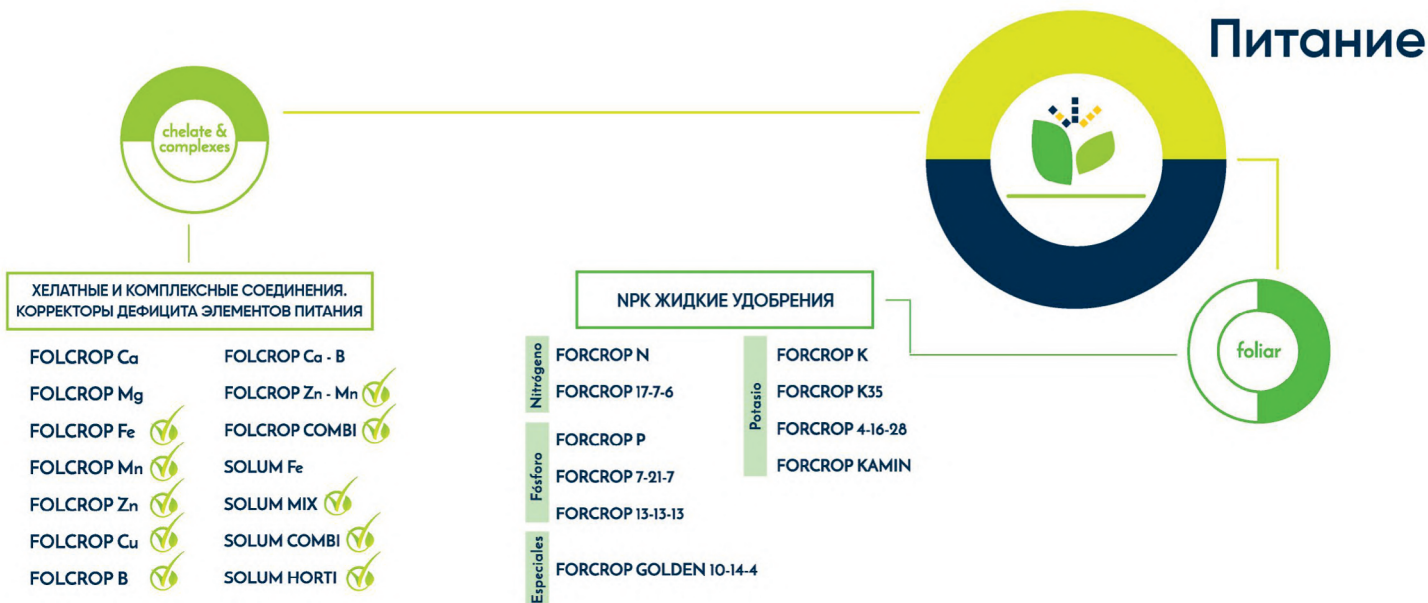 Питание
chelate &
complexes
ХЕЛАТНЫЕ И КОМПЛЕКСНЫЕ СОЕДИНЕНИЯ.
КОРРЕКТОРЫ ДЕФИЦИТА ЭЛЕМЕНТОВ ПИТАНИЯ
FOLCROP Ca
FOLCROP Mg
FOLCROP Fe
FOLCROP Mn
FOLCROP Zn
FOLCROP Cu
FOLCROP B
FOLCROP Ca - B
FOLCROP Zn - Mn
FOLCROP COMBI
SOLUM Fe
SOLUM MIX
SOLUM COMBI
SOLUM HORTI
NPK ЖИДКИЕ УДОБРЕНИЯ
Nitrógeno
FORCROP N
FORCROP 17-7-6
Fósforo
FORCROP P
FORCROP 7-21-7
FORCROP 13-13-13
Especiales
FORCROP GOLDEN 10-14-4
Potasio
FORCROP K
FORCROP K35
FORCROP 4-16-28
FORCROP KAMIN
foliar